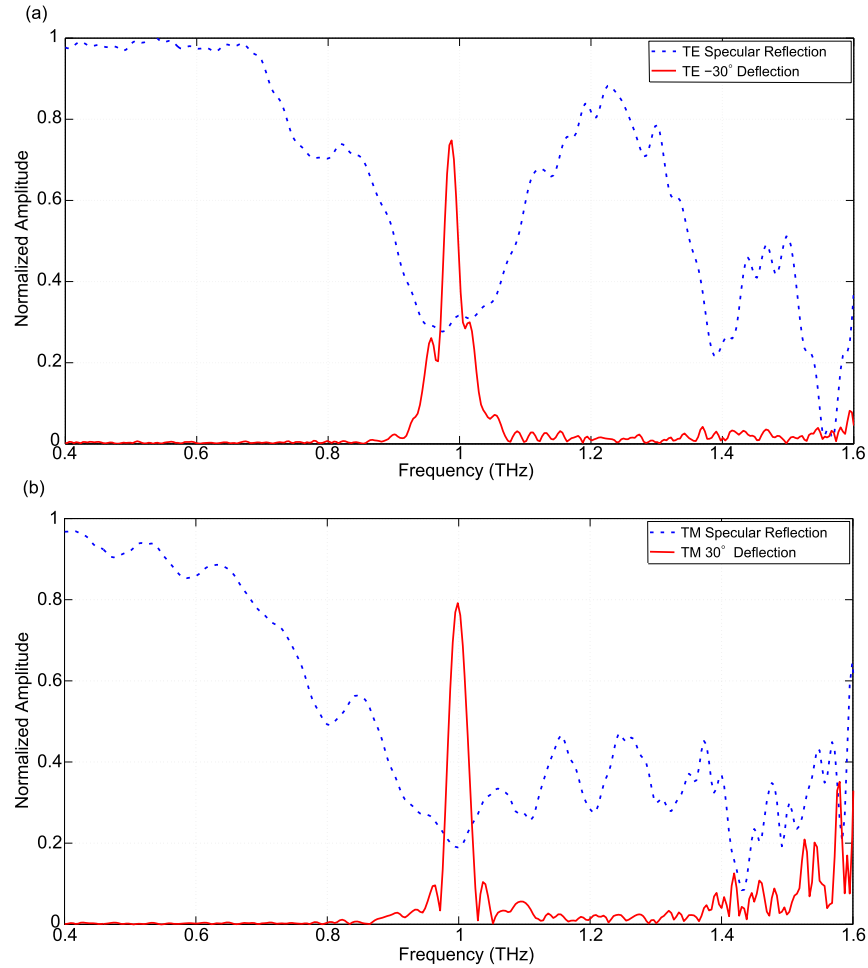 (a)
1
0.8
0.6
0.4
0.2
0
Normalized Amplitude
TE Specular Reflection
TE −30° Deflection
0.4 0.6 0.8 1 1.2 1.4 1.6
Frequency (THz)
(b)
1
0.8
0.6
0.4
0.2
0
Normalized Amplitude
TM Specular Reflection
TM 30° Deflection
0.4 0.6 0.8 1 1.2 1.4 1.6
Frequency (THz)